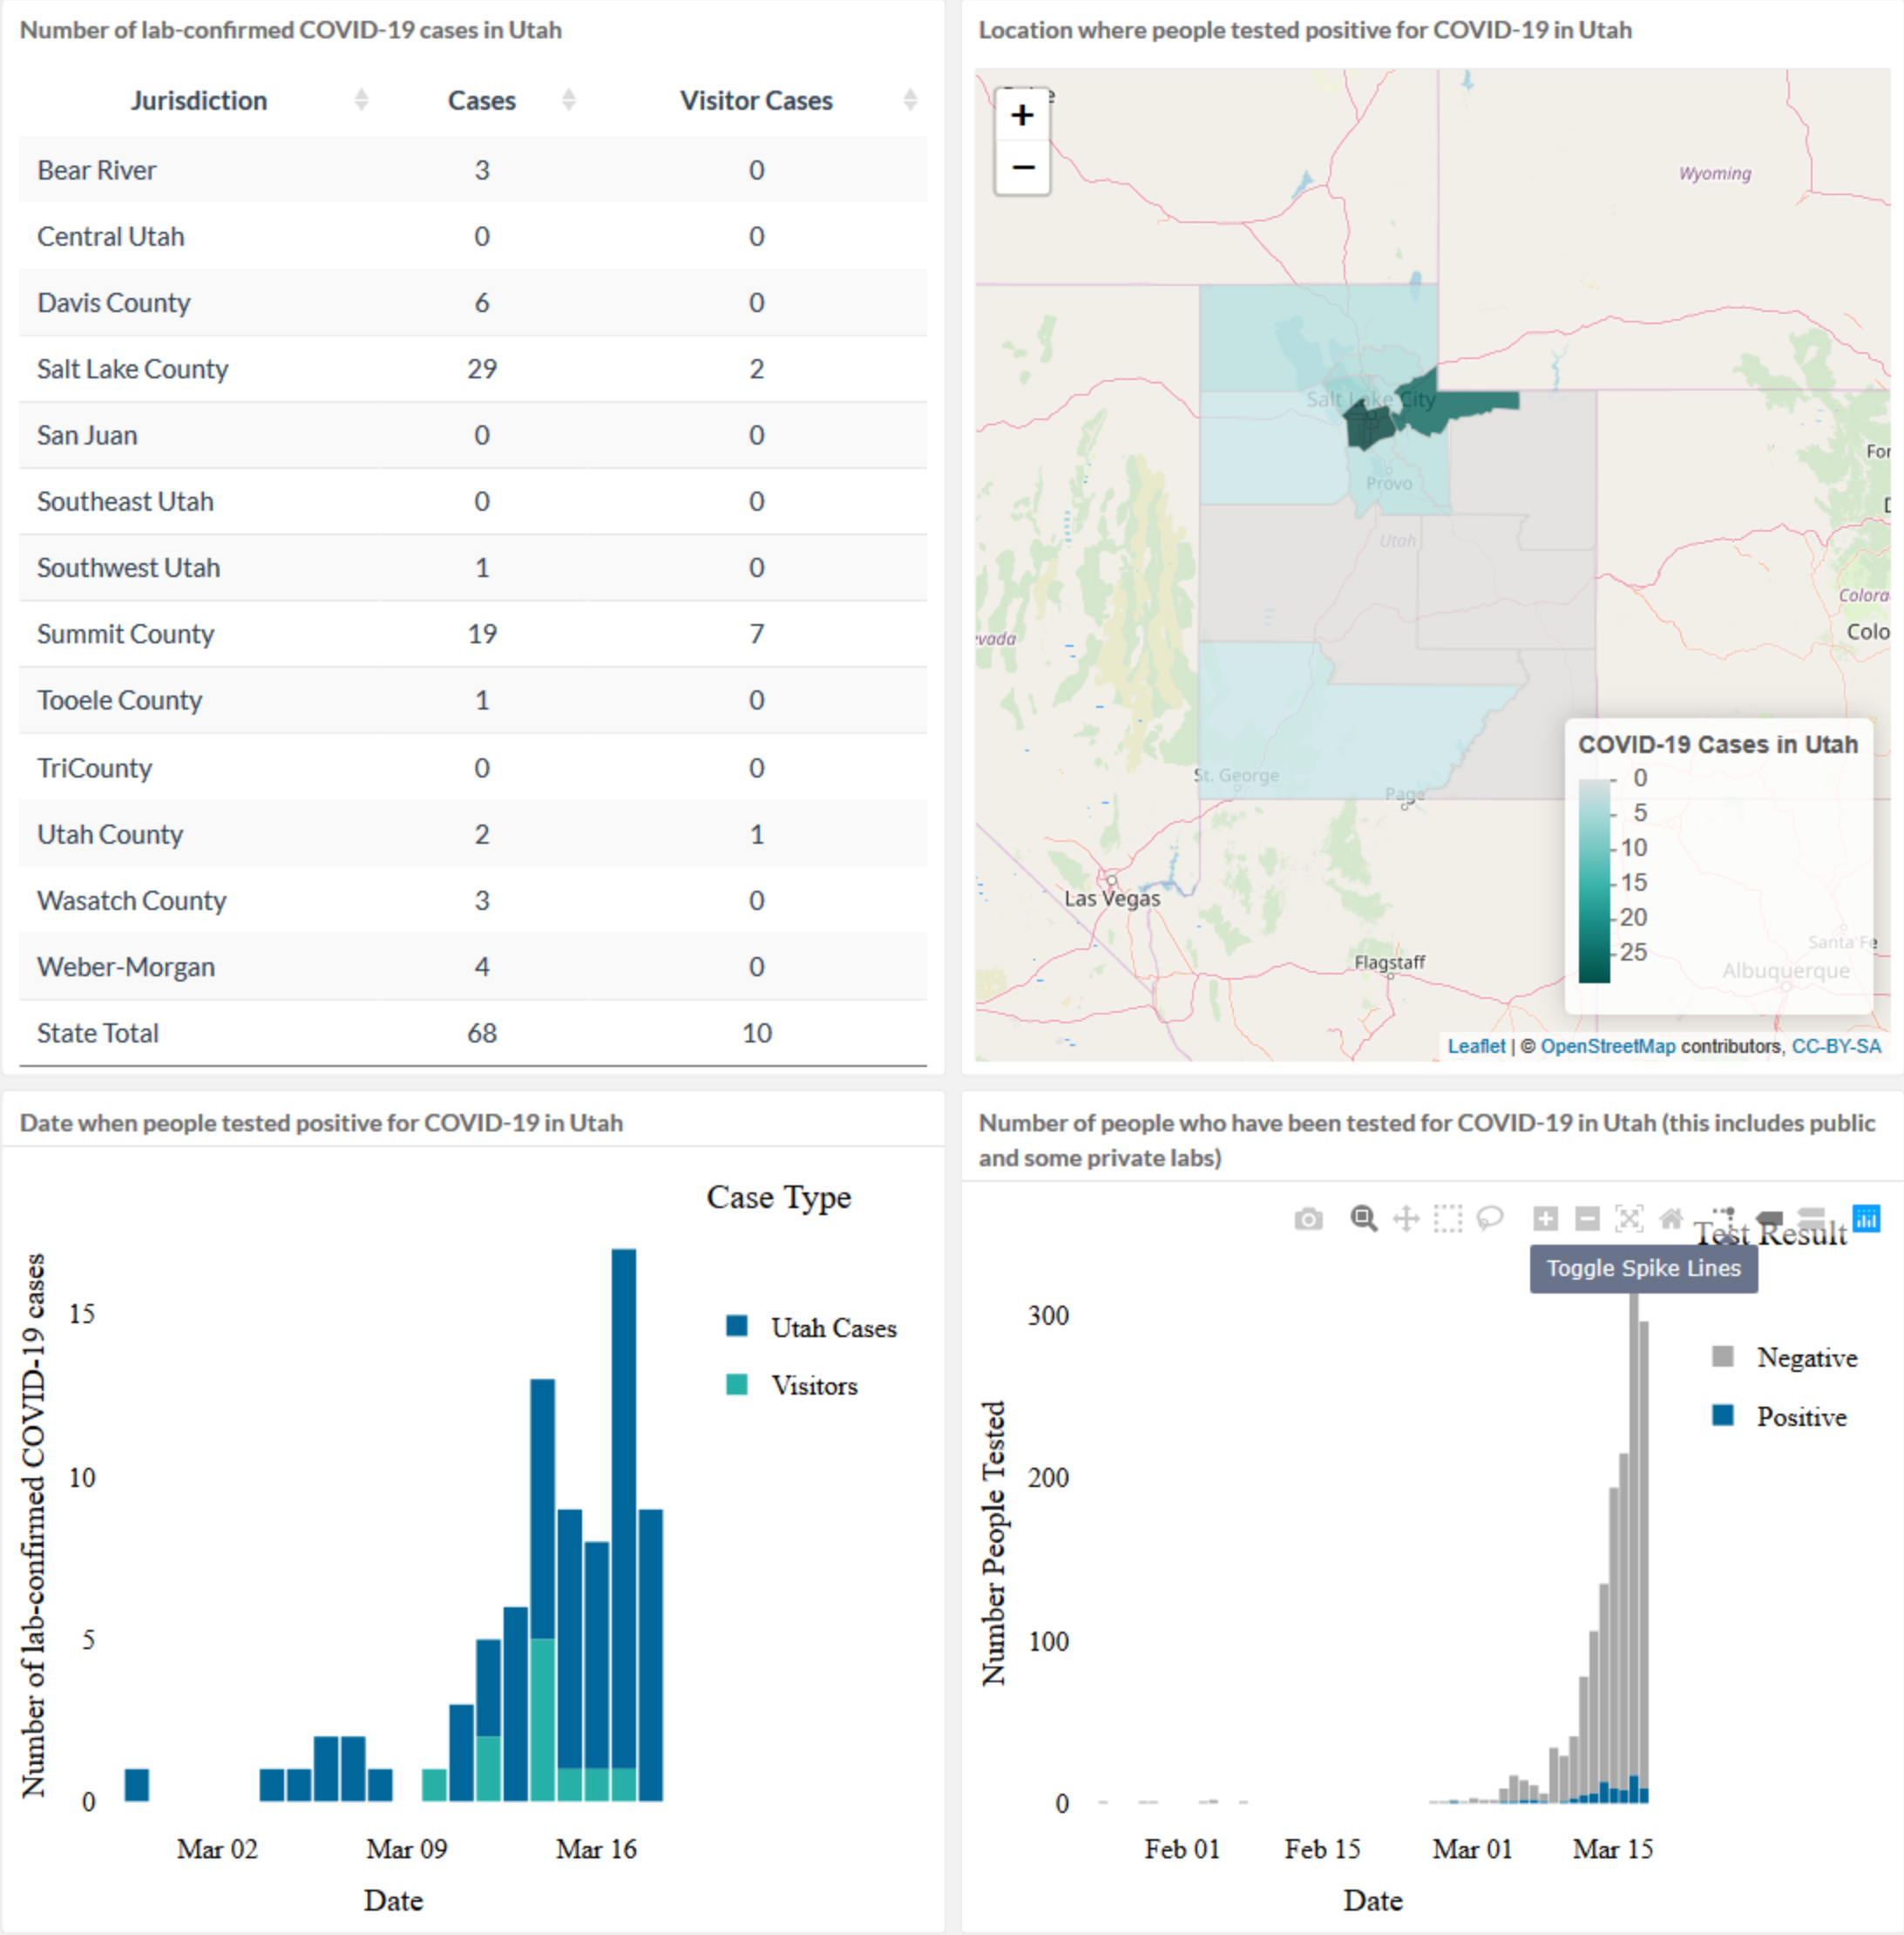 Number of lab-confirmed COVID-19 cases in Utah
Jurisdiction Cases Visitor Cases
Bear River 3 0
Central Utah 0 0
Davis County 6 0
Salt Lake County 29 2
San Juan 0 0
Southeast Utah 0 0
Southwest Utah 1 0
Summit County 19 7
Tooele County 1 0
TriCounty 0 0
Utah County 2 1
Wasatch County 3 0
Weber-Morgan 4 0
State Total 68 10
Location where people tested positive for COVID-19 in Utah
+
−
Wyoming
Salt Lake City
Provo
Utah
For
Colora
Colo
vada
St. George
Page
Las Vegas
Flagstaff
Santa Fe
Albuquerque
COVID-19 Cases in Utah
0
5
10
15
20
25
Leaflet | © OpenStreetMap contributors, CC-BY-SA
Date when people tested positive for COVID-19 in Utah
Case Type
Utah Cases
Visitors
Number of lab-confirmed COVID-19 cases
15
10
5
0
Mar 02 Mar 09 Mar 16
Date
Number of people who have been tested for COVID-19 in Utah (this includes public
and some private labs)
Test Result
Toggle Spike Lines
Negative
Positive
Number People Tested
300
200
100
0
Feb 01 Feb 15 Mar 01 Mar 15
Date